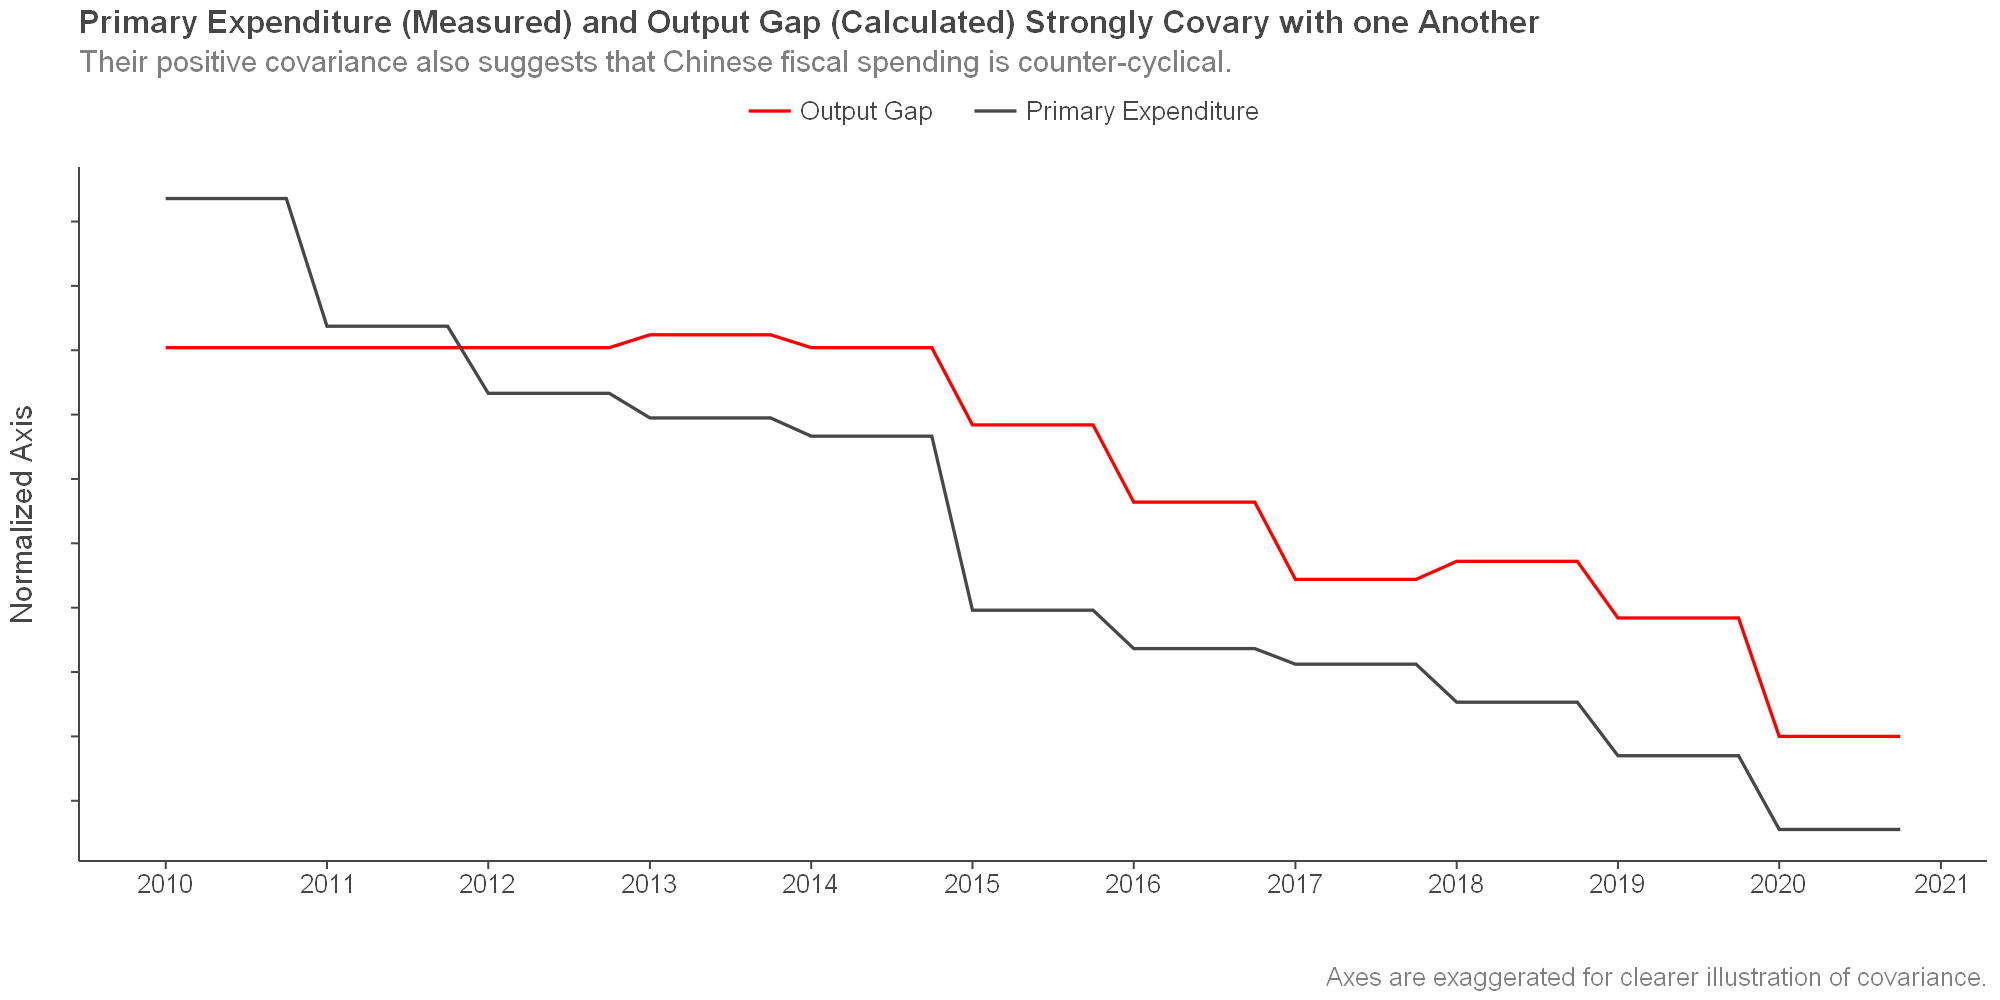 Primary Expenditure (Measured) and Output Gap (Calculated) Strongly Covary with one Another
Their positive covariance also suggests that Chinese fiscal spending is counter-cyclical.
Output Gap
Primary Expenditure
Normalized Axis
2010
2011
2012
2013
2014
2015
2016
2017
2018
2019
2020
2021
Axes are exaggerated for clearer illustration of covariance.